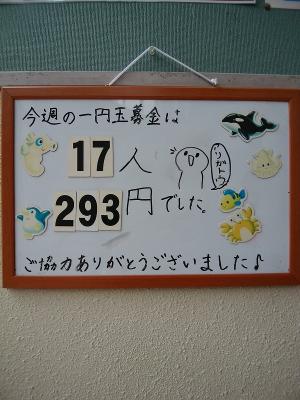 今週の一円玉募金は
17人
アリガトウ
293円でした。
ご協力ありがとうございました♪